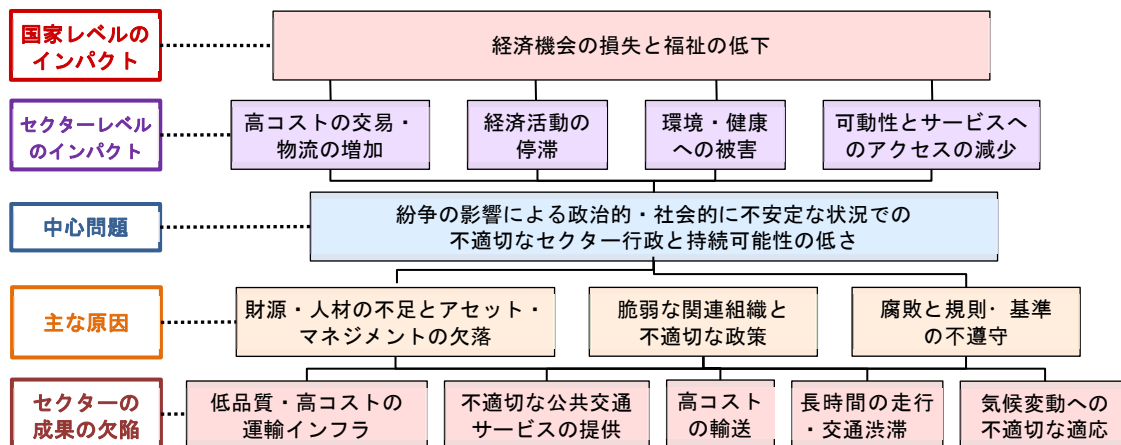 国家レベルの
インパクト
経済機会の損失と福祉の低下
セクターレベル
のインパクト
高コストの交易・
物流の増加
経済活動の
停滞
環境・健康
への被害
可動性とサービスへ
のアクセスの減少
中心問題
紛争の影響による政治的・社会的に不安定な状況での
不適切なセクター行政と持続可能性の低さ
主な原因
財源・人材の不足とアセット・
マネジメントの欠落
脆弱な関連組織と
不適切な政策
腐敗と規則・基準
の不遵守
セクターの
成果の欠陥
低品質・高コストの
運輸インフラ
不適切な公共交通
サービスの提供
高コスト
の輸送
長時間の走行
・交通渋滞
気候変動への
不適切な適応